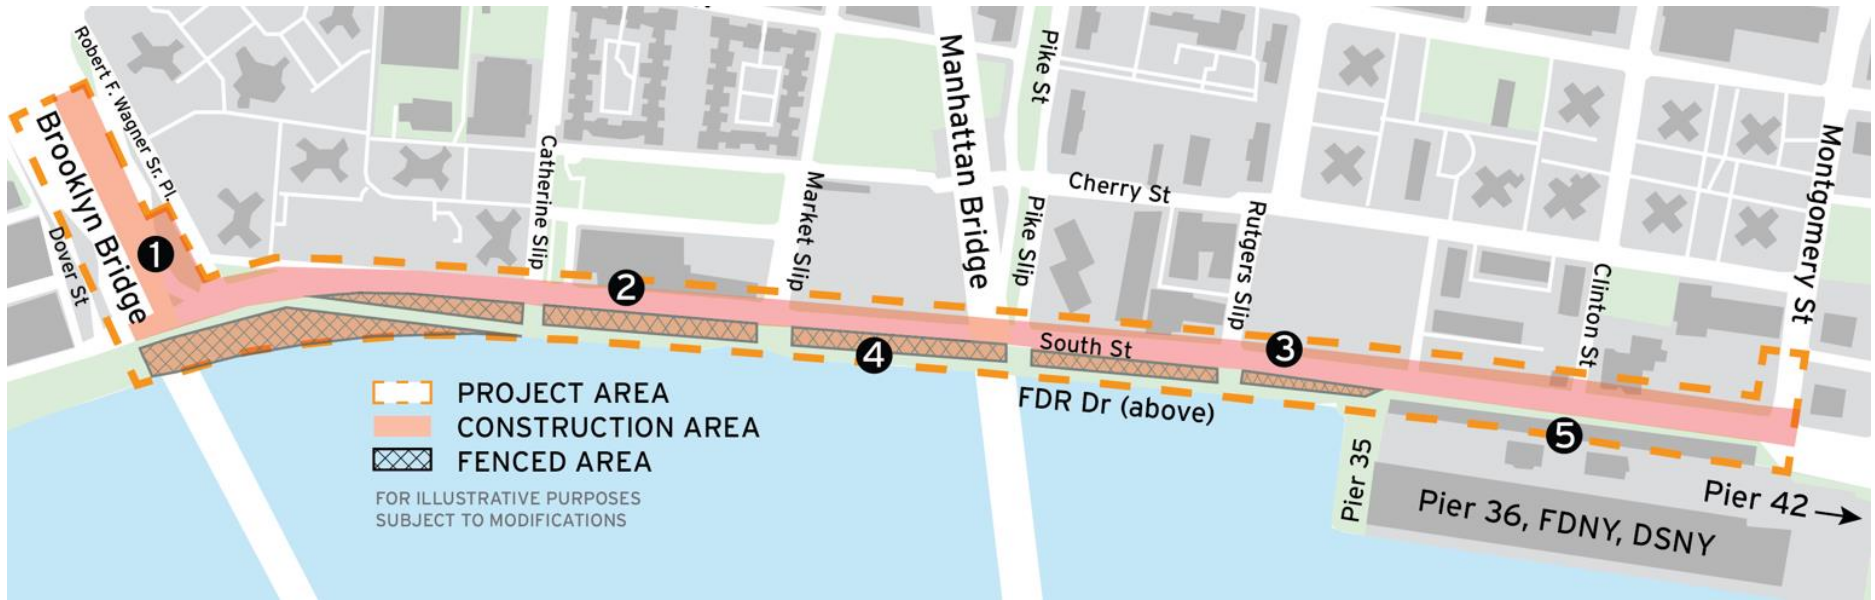 Robert F. Wagner Sr. Pl.
Brooklyn Bridge
Dover St
Catherine Slip
Market Slip
Manhattan Bridge
Pike St
Pike Slip
Cherry St
Rutgers Slip
Clinton St
Montgomery St
1
2
3
4
5
South St
FDR Dr (above)
Pier 35
Pier 36, FDNY, DSNY
Pier 42
PROJECT AREA
CONSTRUCTION AREA
FENCED AREA
FOR ILLUSTRATIVE PURPOSES
SUBJECT TO MODIFICATIONS